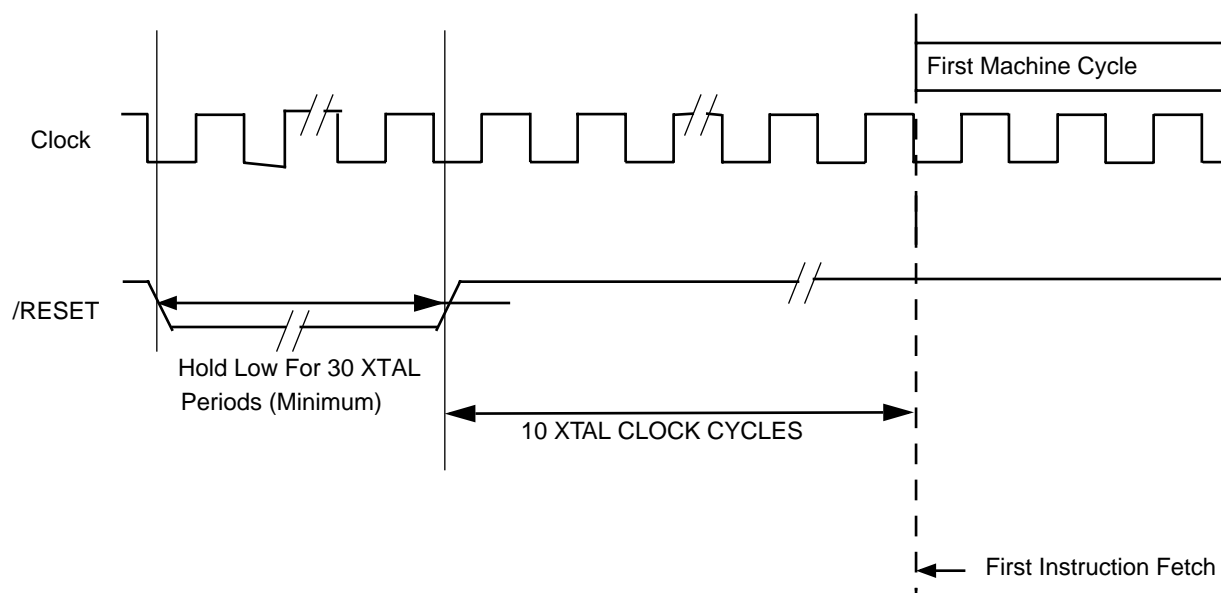 First Machine Cycle
Clock
/RESET
Hold Low For 30 XTAL
Periods (Minimum)
10 XTAL CLOCK CYCLES
First Instruction Fetch